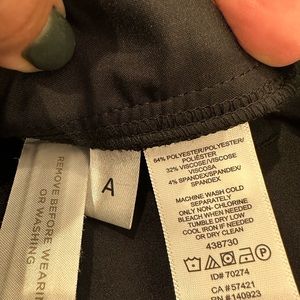 REMOVE BEFORE WEARING
OR WASHING
A
64% POLYESTER/POLYESTER/
POLIÉSTER
32% VISCOSE/VISCOSE/
VISCOSA
4% SPANDEX/SPANDEX/
SPANDEX
MACHINE WASH COLD
SEPARATELY
ONLY NON-CHLORINE
BLEACH WHEN NEEDED
TUMBLE DRY LOW
COOL IRON IF NEEDED
OR DRY CLEAN
438730
ID# 70274
CA # 57421
RN # 140923